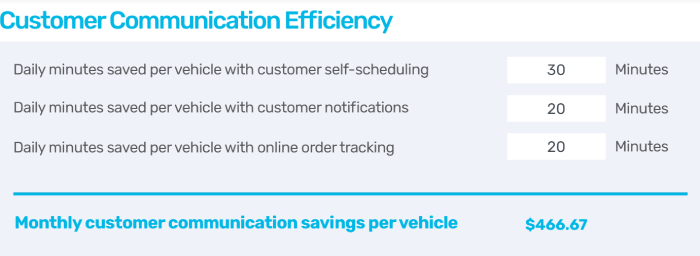 Customer Communication Efficiency
Daily minutes saved per vehicle with customer self-scheduling 30 Minutes
Daily minutes saved per vehicle with customer notifications 20 Minutes
Daily minutes saved per vehicle with online order tracking 20 Minutes
Monthly customer communication savings per vehicle $466.67